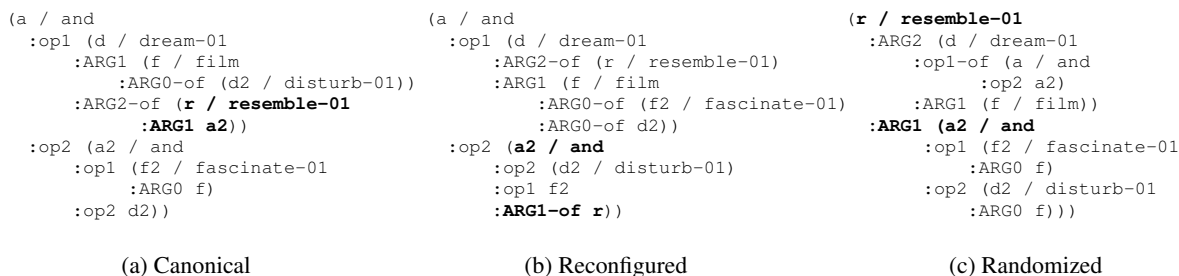 (a / and
  :op1 (d / dream-01
      :ARG1 (f / film
          :ARG0-of (d2 / disturb-01))
      :ARG2-of (r / resemble-01
            :ARG1 a2))
  :op2 (a2 / and
      :op1 (f2 / fascinate-01
            :ARG0 f)
      :op2 d2))
(a) Canonical
(a / and
  :op1 (d / dream-01
      :ARG2-of (r / resemble-01)
      :ARG1 (f / film
          :ARG0-of (f2 / fascinate-01)
          :ARG0-of d2))
  :op2 (a2 / and
      :op2 (d2 / disturb-01)
      :op1 f2
      :ARG1-of r))
(b) Reconfigured
(r / resemble-01
  :ARG2 (d / dream-01
      :op1-of (a / and
            :op2 a2)
      :ARG1 (f / film))
  :ARG1 (a2 / and
      :op1 (f2 / fascinate-01
          :ARG0 f)
      :op2 (d2 / disturb-01
          :ARG0 f)))
(c) Randomized